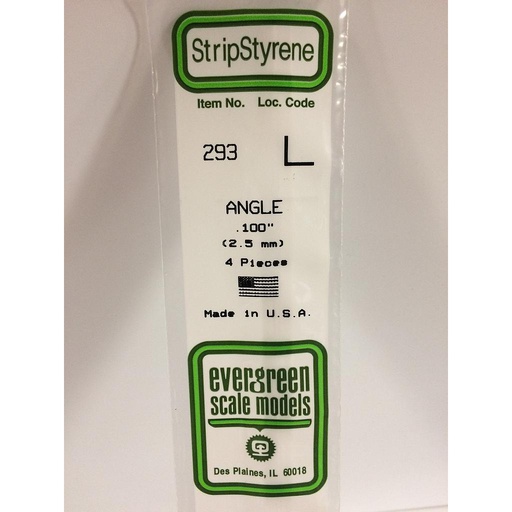 StripStyrene
Item No. Loc. Code
293 L
ANGLE
.100"
(2.5 mm)
4 Pieces
Made in U.S.A.
evergreen
scale models
Des Plaines, IL 60018